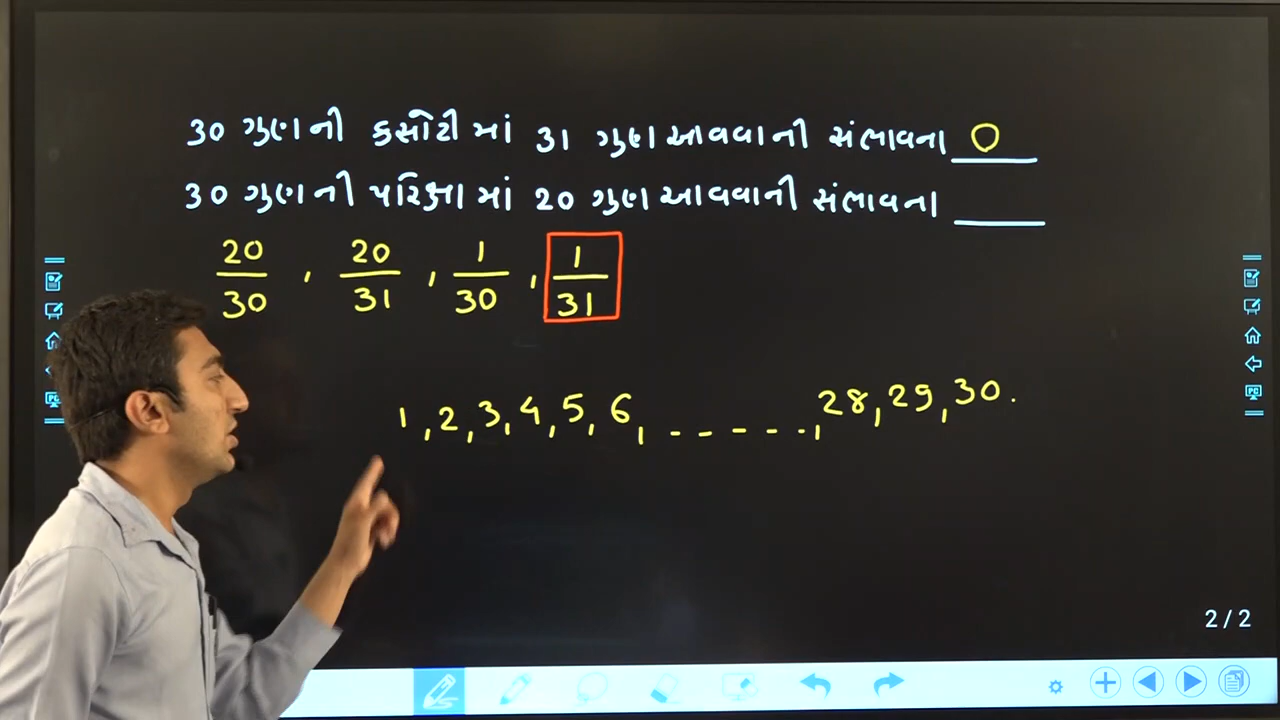 30 ગુણની કસોટીમાં 31 ગુણ આવવાની સંભાવના 0
30 ગુણની પરિક્ષામાં 20 ગુણ આવવાની સંભાવના ____
20/30 , 20/31 , 1/30 , 1/31
1, 2, 3, 4, 5, 6, - - - - -, 28, 29, 30.
2 / 2